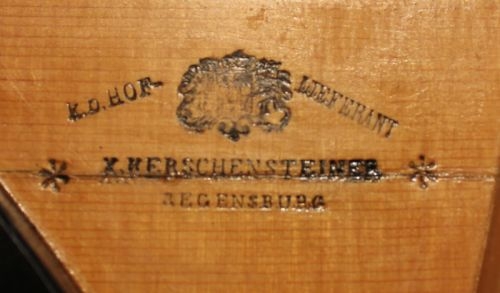 K.B. HOF- LIEFERANT
X. KERSCHENSTEINER
REGENSBURG